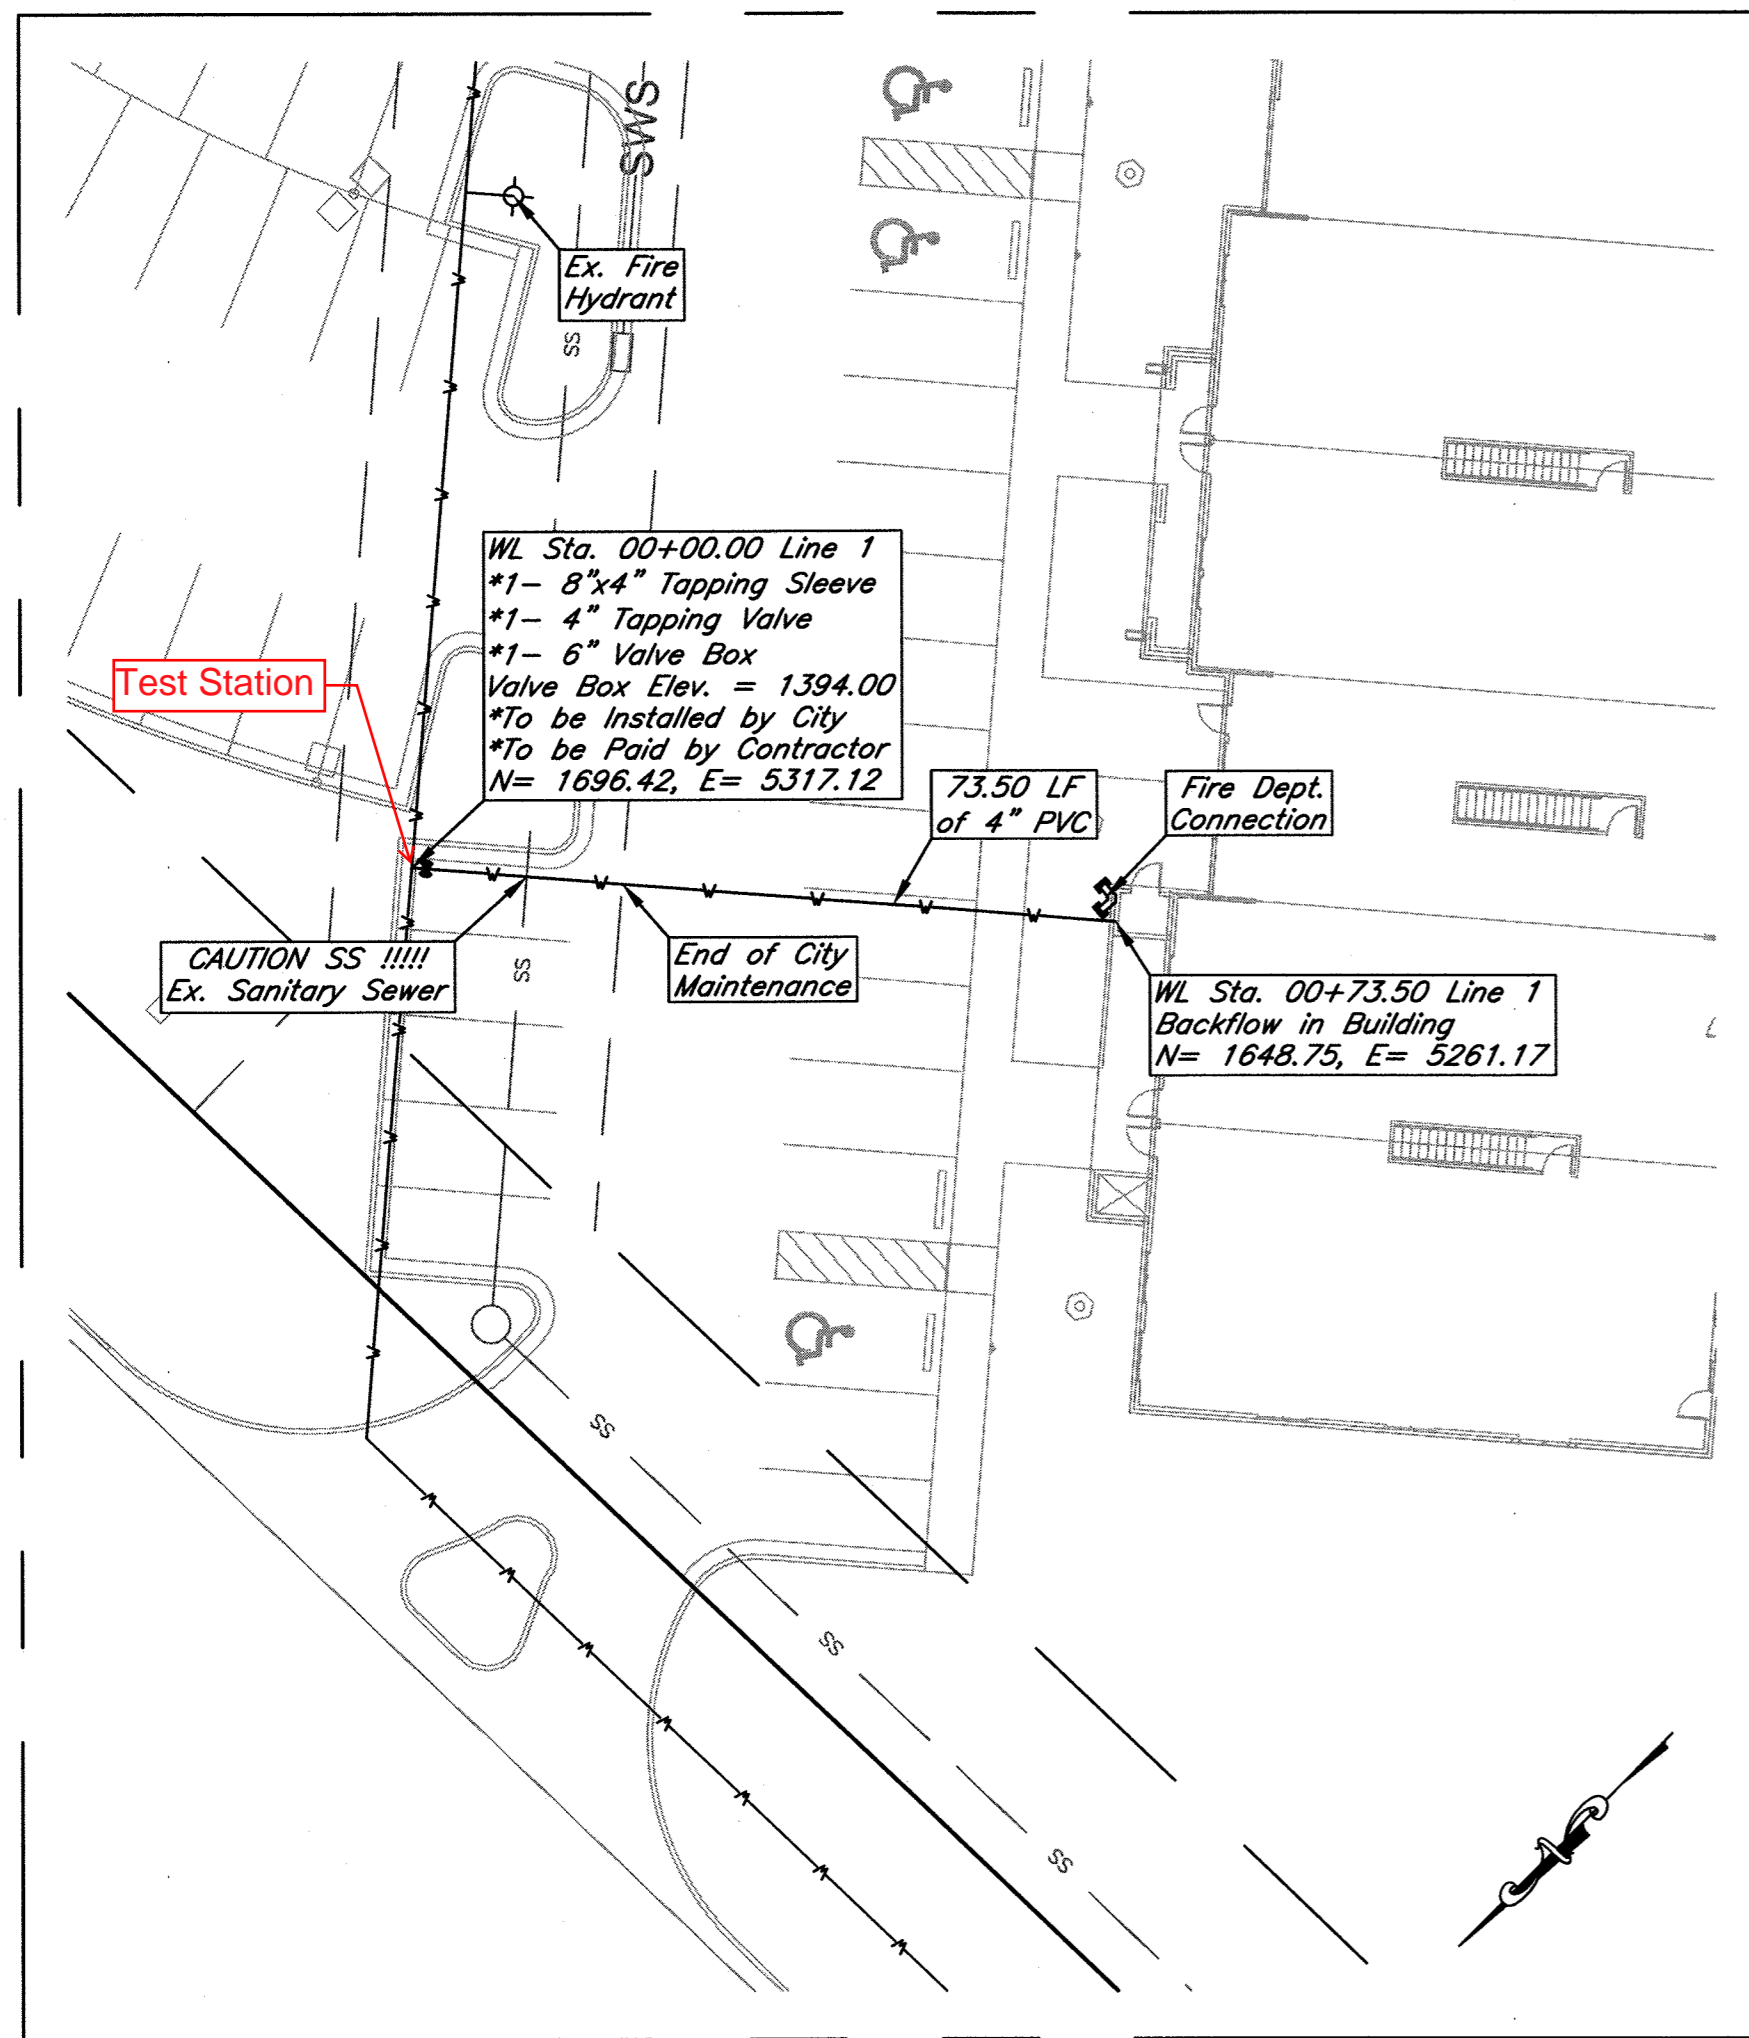 SWS
Ex. Fire
Hydrant
SS
WL Sta. 00+00.00 Line 1
*1- 8"x4" Tapping Sleeve
*1- 4" Tapping Valve
*1- 6" Valve Box
Valve Box Elev. = 1394.00
*To be Installed by City
*To be Paid by Contractor
N= 1696.42, E= 5317.12
Test Station
73.50 LF
of 4" PVC
Fire Dept.
Connection
W W W W W W
CAUTION SS !!!!!
Ex. Sanitary Sewer
SS
End of City
Maintenance
WL Sta. 00+73.50 Line 1
Backflow in Building
N= 1648.75, E= 5261.17
SS
SS
SS